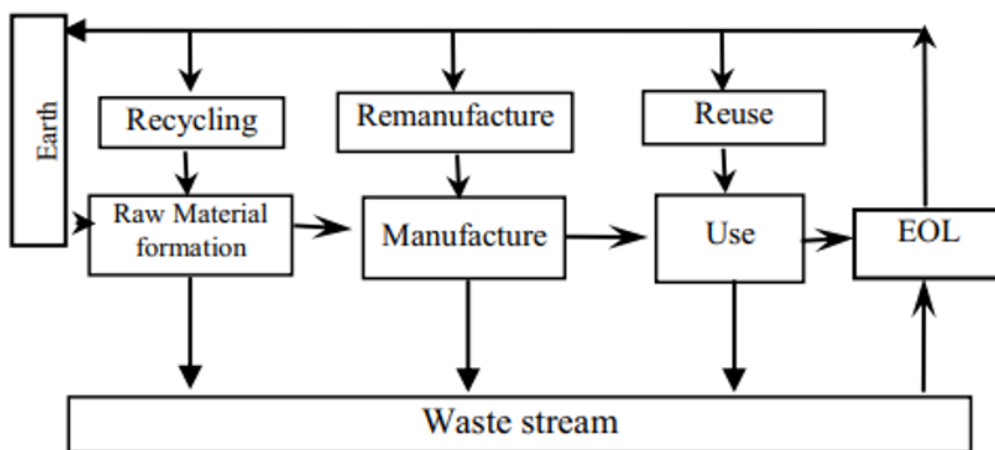 Earth
Recycling
Remanufacture
Reuse
Raw Material
formation
Manufacture
Use
EOL
Waste stream